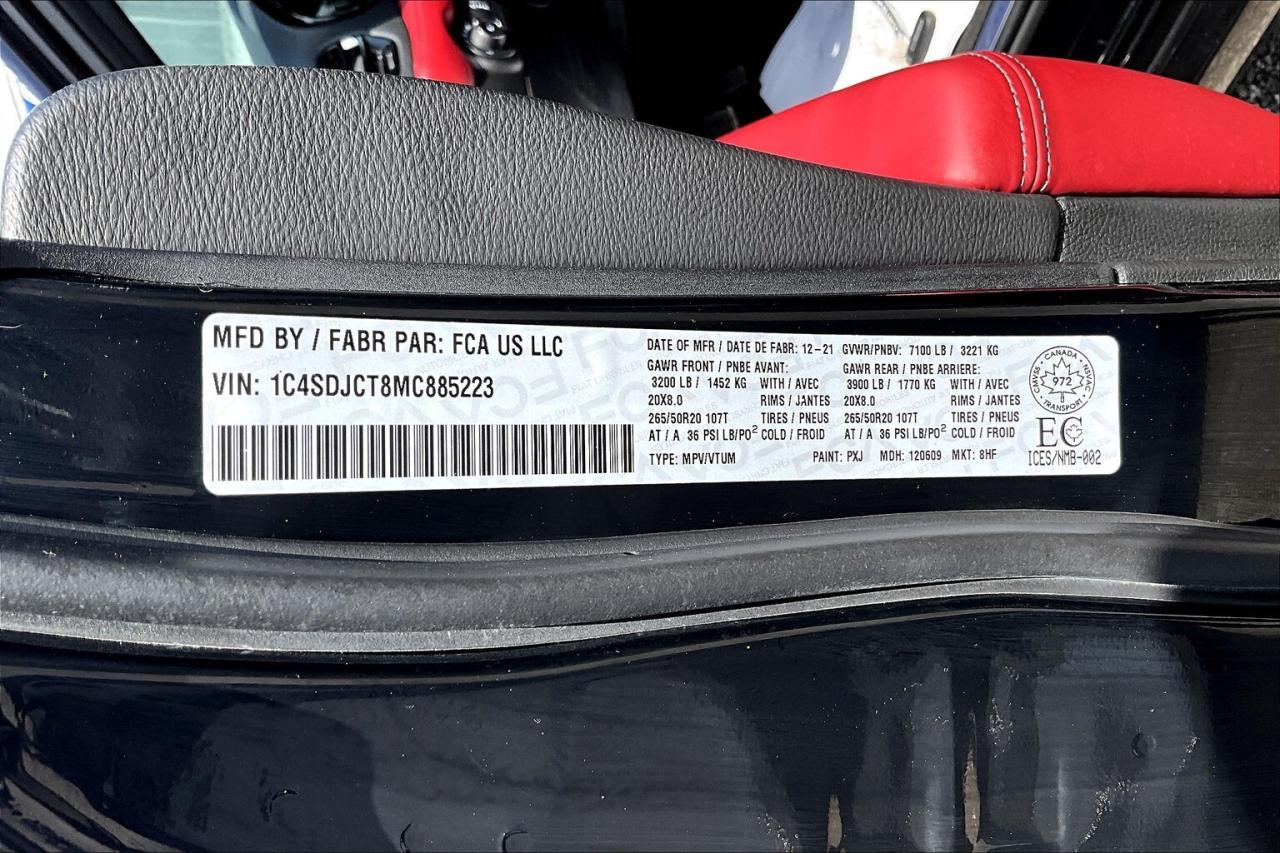 MFD BY / FABR PAR: FCA US LLC
VIN: 1C4SDJCT8MC885223
DATE OF MFR / DATE DE FABR: 12-21 GVWR/PNBV: 7100 LB / 3221 KG
GAWR FRONT / PNBE AVANT: GAWR REAR / PNBE ARRIERE:
3200 LB / 1452 KG WITH / AVEC 3900 LB / 1770 KG WITH / AVEC
20X8.0 RIMS / JANTES 20X8.0 RIMS / JANTES
265/50R20 107T TIRES / PNEUS 265/50R20 107T TIRES / PNEUS
AT / A 36 PSI LB/PO² COLD / FROID AT / A 36 PSI LB/PO² COLD / FROID
TYPE: MPV/VTUM PAINT: PXJ MDH: 120609 MKT: 8HF
CANADA
CMVSS NSVAC
972
TRANSPORT
EC
ICES/NMB-002